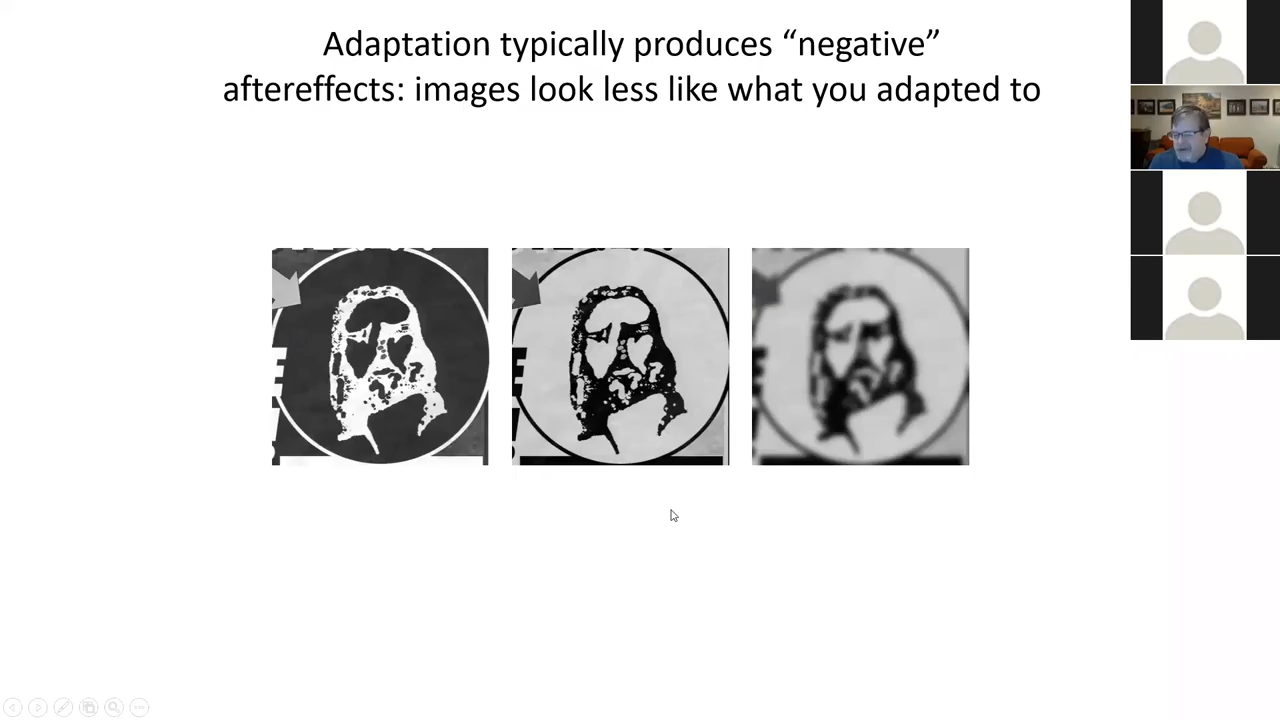 Adaptation typically produces “negative”
aftereffects: images look less like what you adapted to